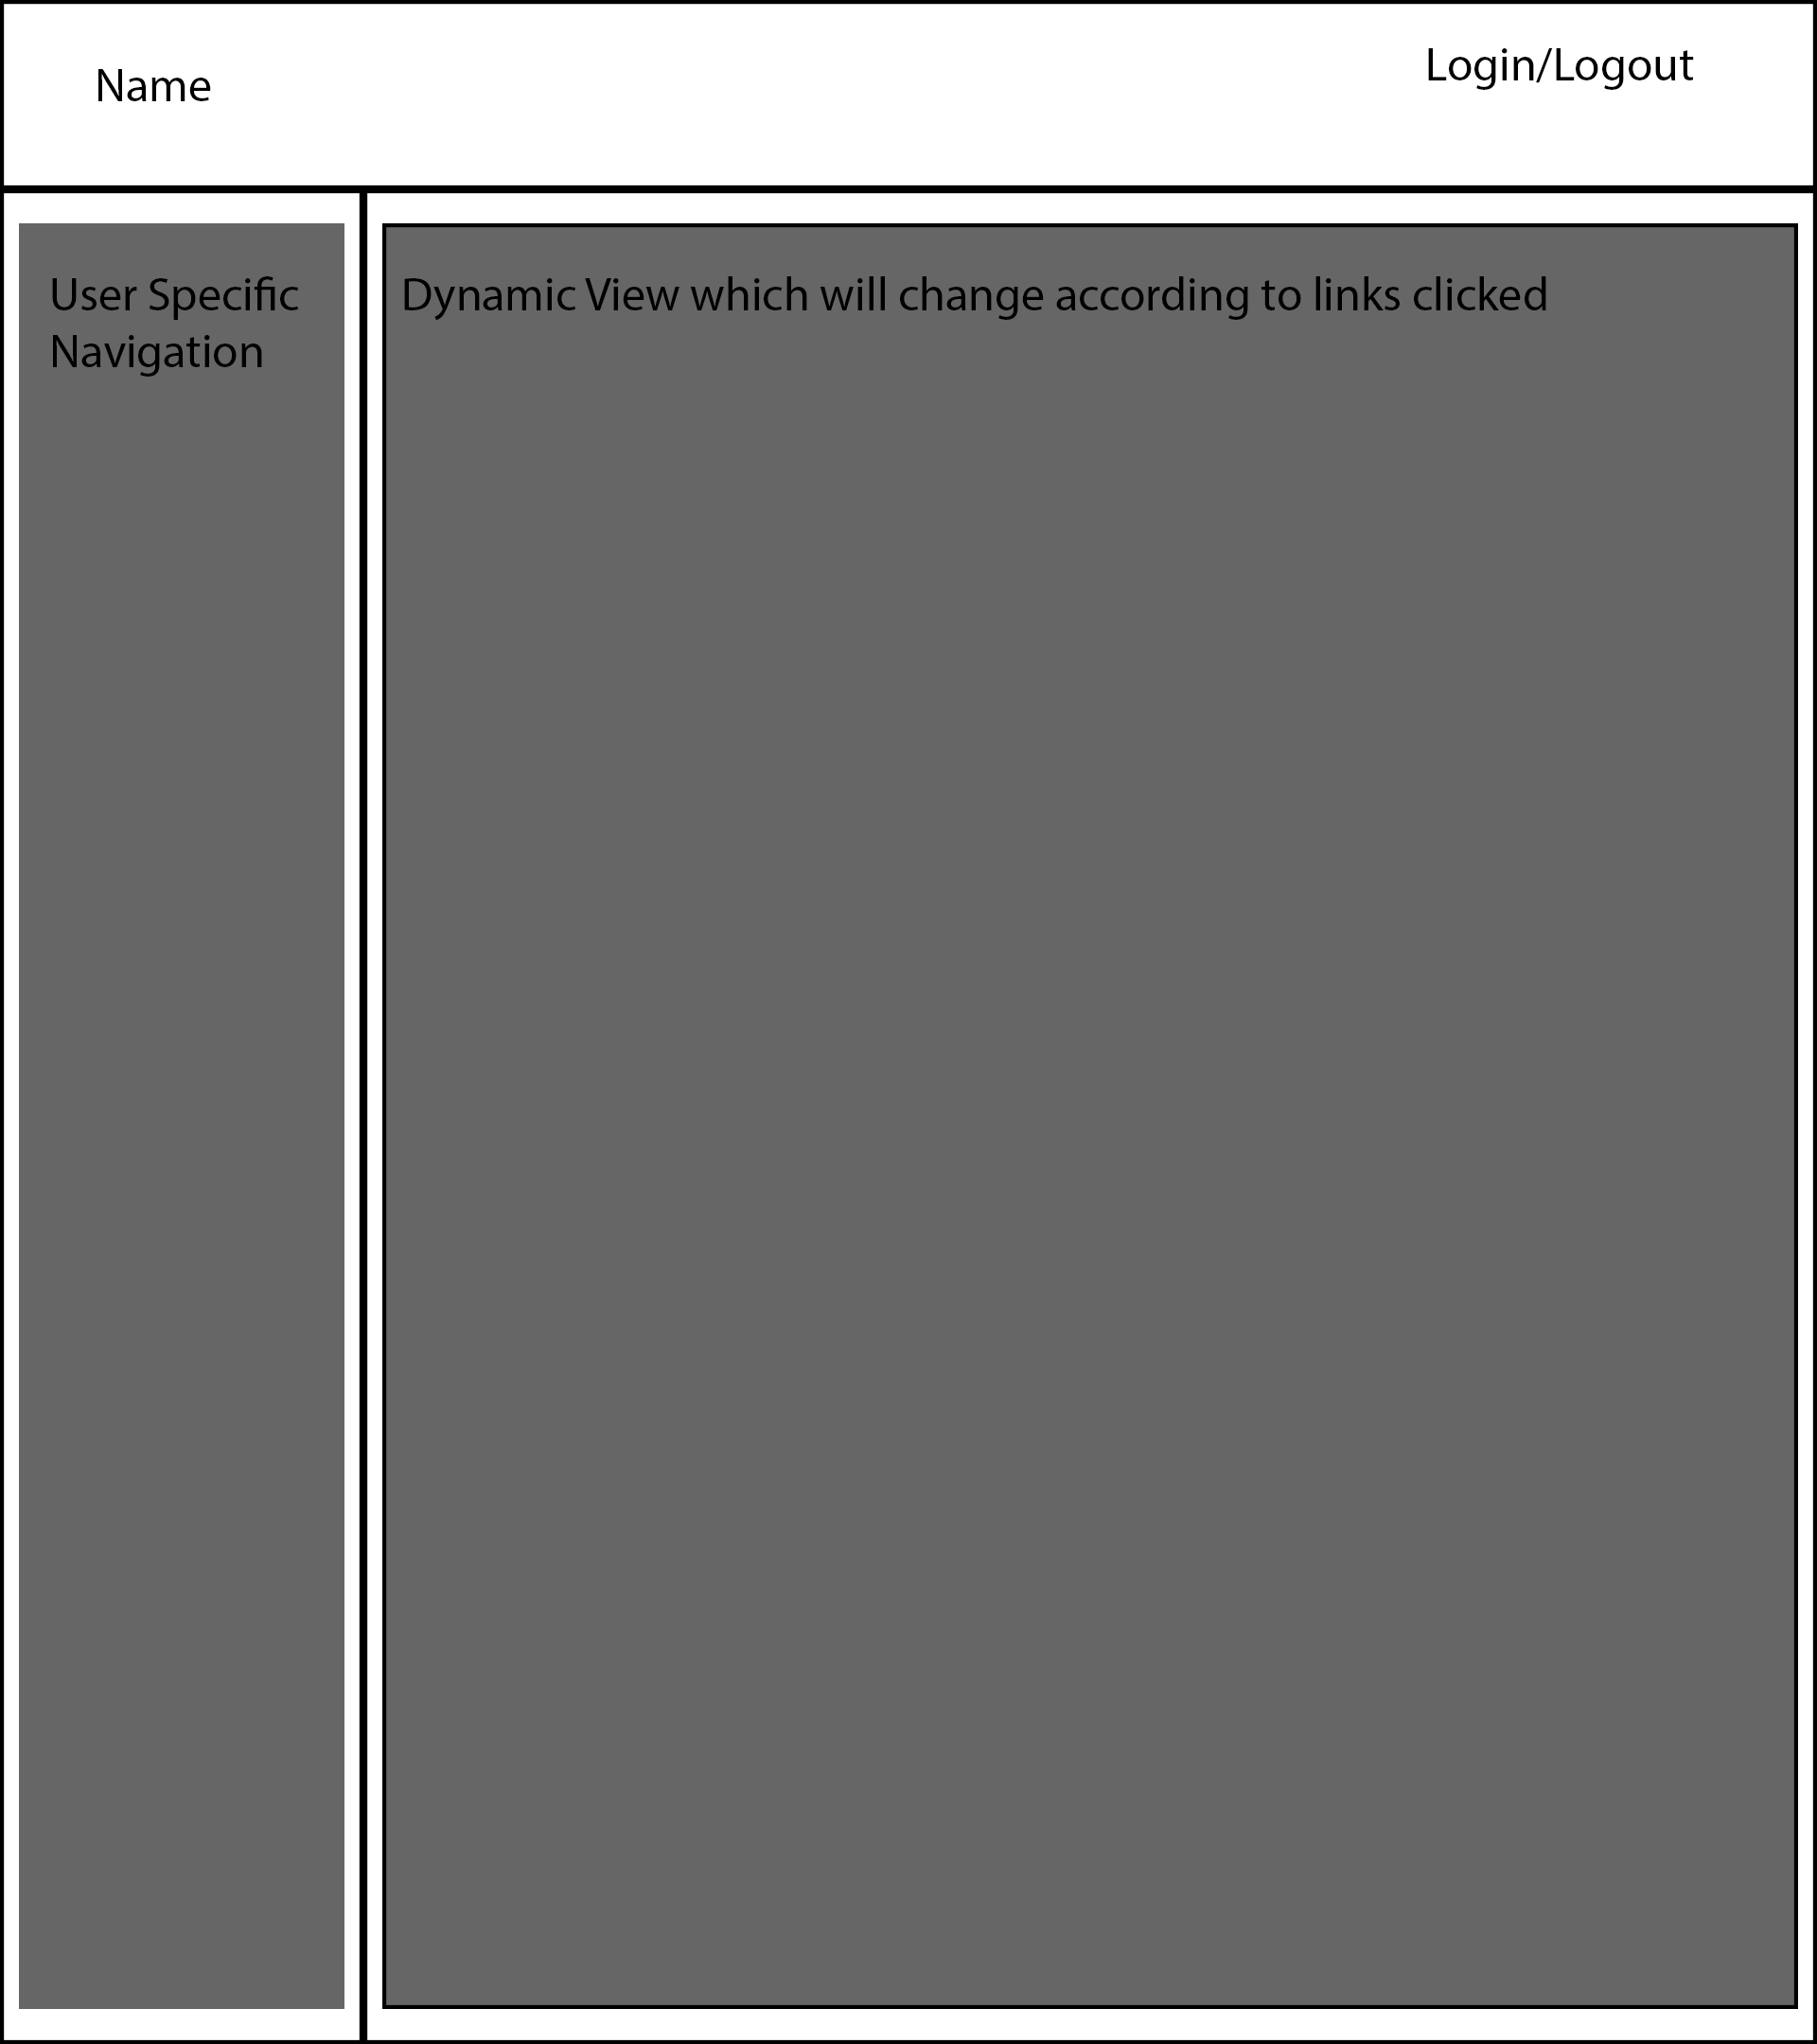 Name
Login/Logout
User Specific
Navigation
Dynamic View which will change according to links clicked